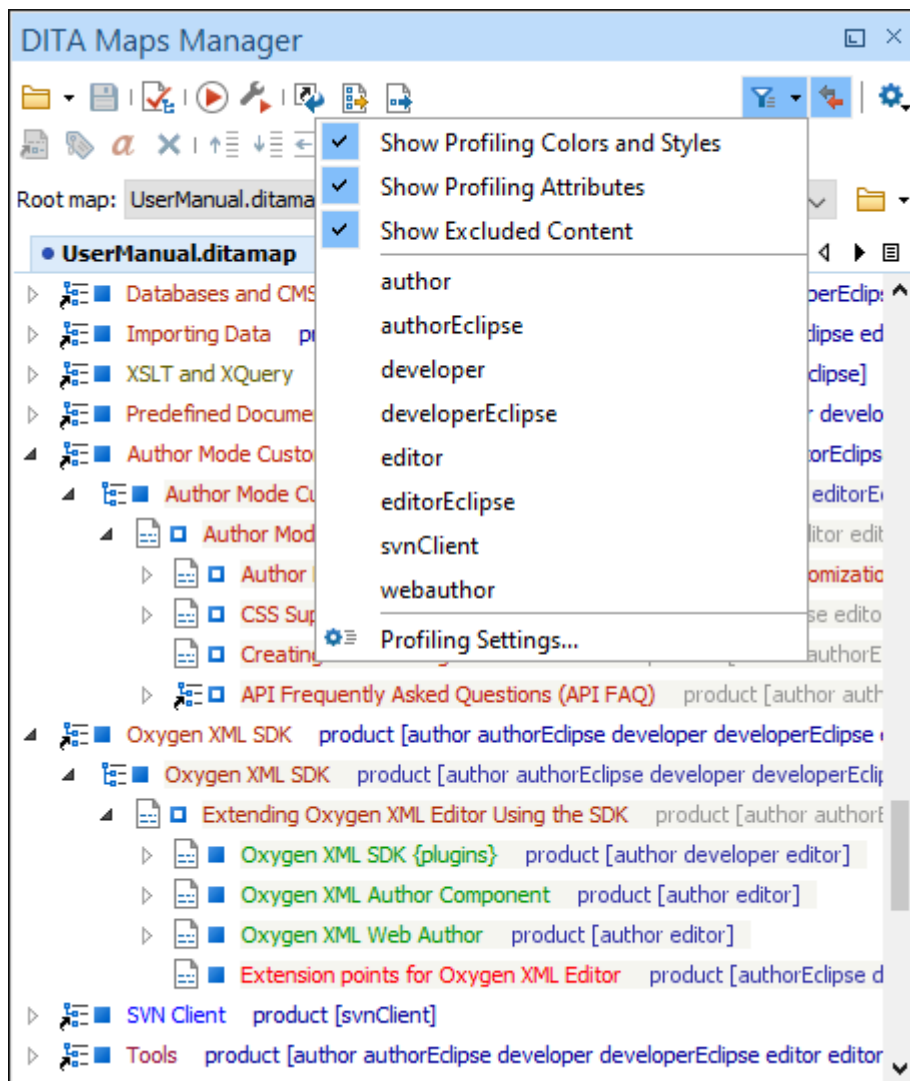 DITA Maps Manager
Show Profiling Colors and Styles
Show Profiling Attributes
Show Excluded Content
author
authorEclipse
developer
developerEclipse
editor
editorEclipse
svnClient
webauthor
Profiling Settings...
Root map: UserManual.ditama
UserManual.ditamap
Databases and CMS
Importing Data
XSLT and XQuery
Predefined Docume
Author Mode Custo
Author Mode Cu
Author Mod
Author
CSS Sup
Creating
API Frequently Asked Questions (API FAQ) product [author auth
Oxygen XML SDK product [author authorEclipse developer developerEclipse
Oxygen XML SDK product [author authorEclipse developer developerEclip
Extending Oxygen XML Editor Using the SDK product [author authorE
Oxygen XML SDK {plugins} product [author developer editor]
Oxygen XML Author Component product [author editor]
Oxygen XML Web Author product [author editor]
Extension points for Oxygen XML Editor product [authorEclipse d
SVN Client product [svnClient]
Tools product [author authorEclipse developer developerEclipse editor editor